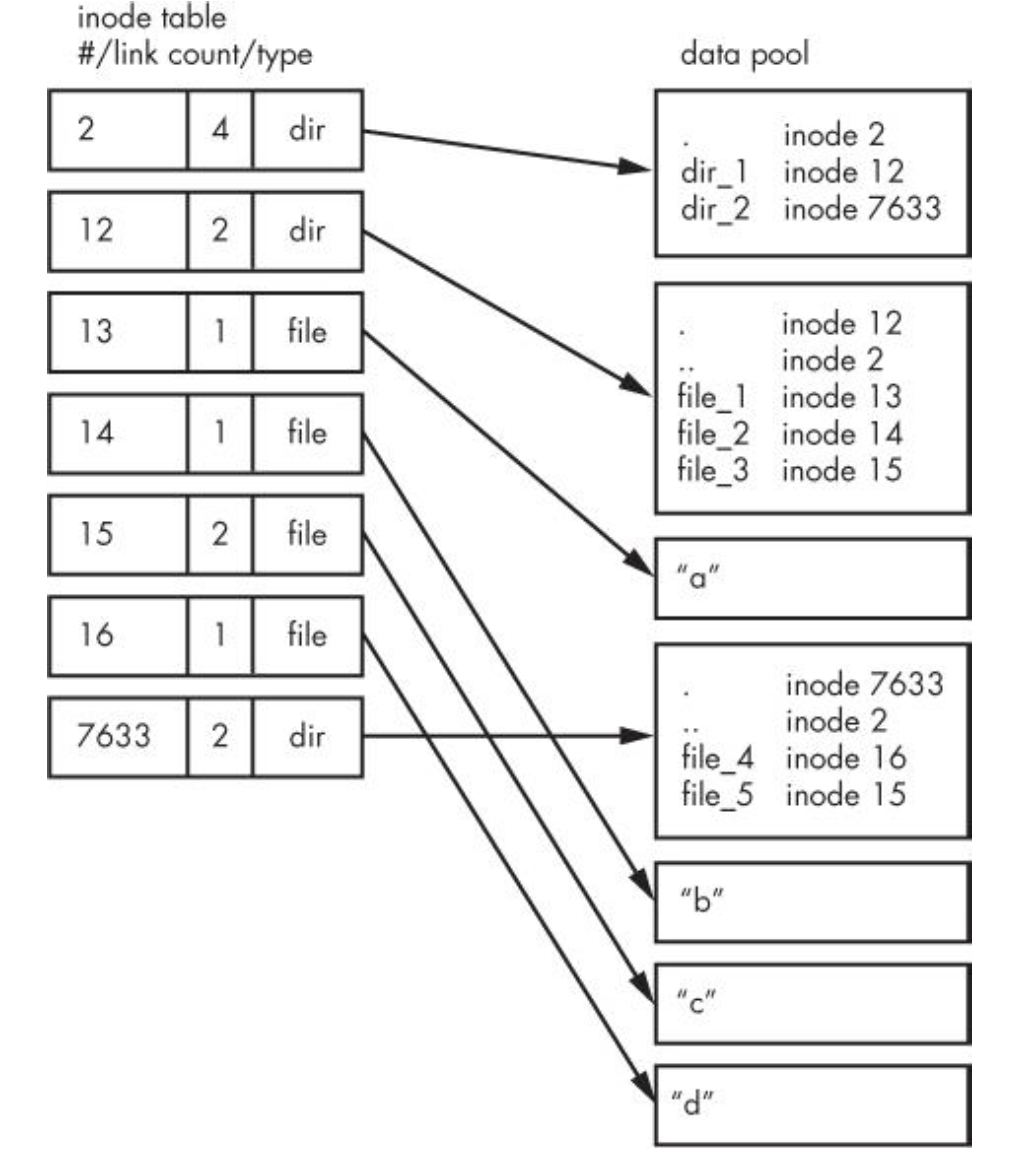 inode table
#/link count/type
2 4 dir
12 2 dir
13 1 file
14 1 file
15 2 file
16 1 file
7633 2 dir
data pool
. inode 2
dir_1 inode 12
dir_2 inode 7633
. inode 12
.. inode 2
file_1 inode 13
file_2 inode 14
file_3 inode 15
"a"
. inode 7633
.. inode 2
file_4 inode 16
file_5 inode 15
"b"
"c"
"d"